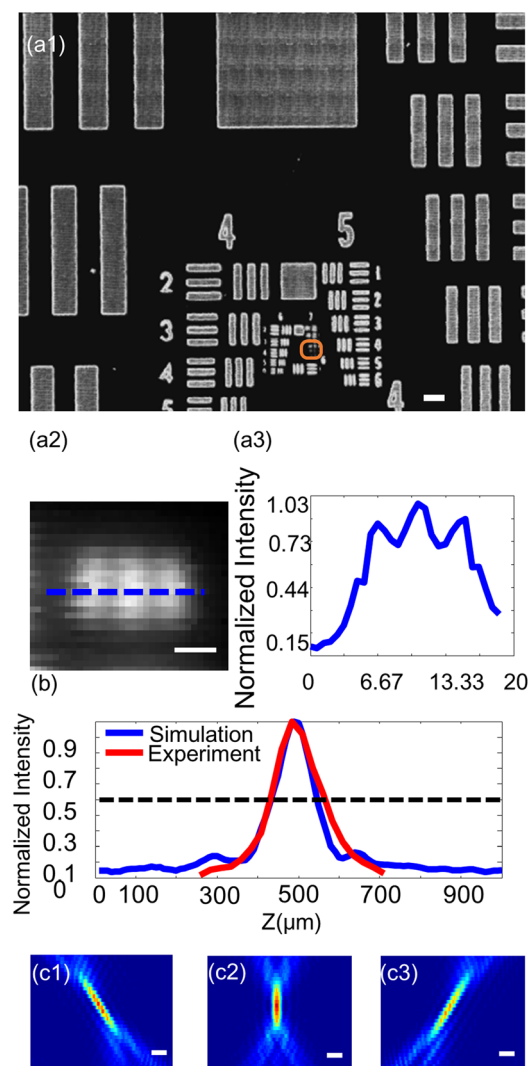 (a1)
4
5
2
3
4
5
1
2
3
4
5
6
6
7
4
(a2)
(a3)
Normalized Intensity
1.03
0.73
0.44
0.15
0
6.67
13.33
20
(b)
Normalized Intensity
0.9
0.7
0.5
0.3
0.1
0
Simulation
Experiment
0 100 300 500 700 900
Z(μm)
(c1)
(c2)
(c3)